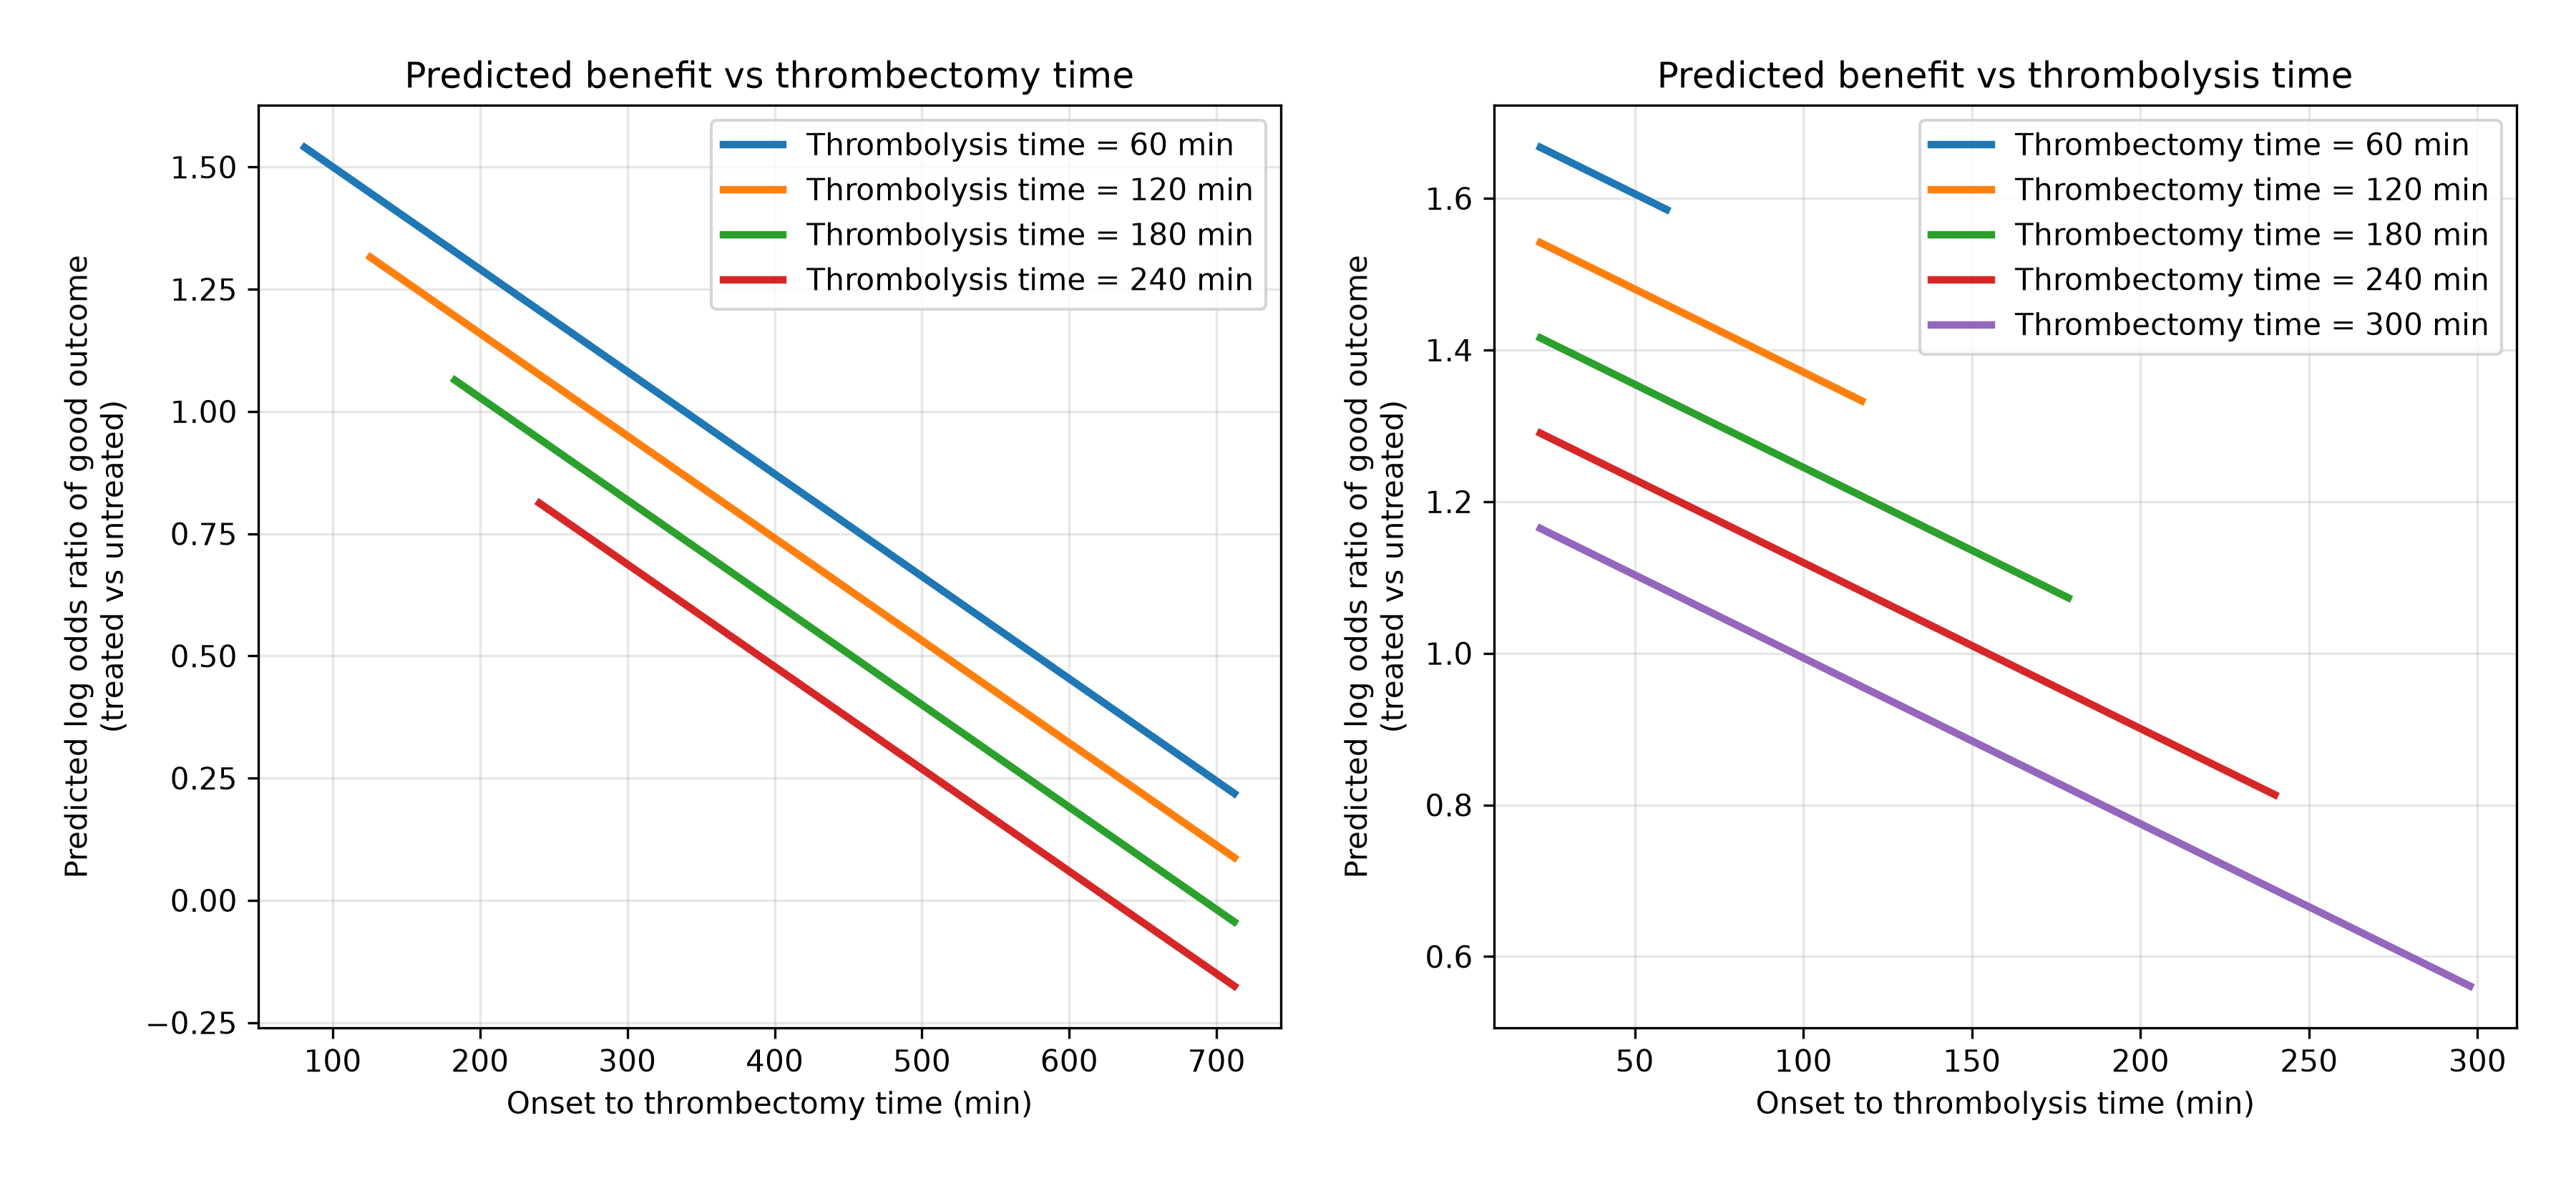 Predicted benefit vs thrombectomy time
Predicted log odds ratio of good outcome
(treated vs untreated)
1.50
1.25
1.00
0.75
0.50
0.25
0.00
−0.25
Thrombolysis time = 60 min
Thrombolysis time = 120 min
Thrombolysis time = 180 min
Thrombolysis time = 240 min
100 200 300 400 500 600 700
Onset to thrombectomy time (min)
Predicted benefit vs thrombolysis time
Predicted log odds ratio of good outcome
(treated vs untreated)
1.6
1.4
1.2
1.0
0.8
0.6
Thrombectomy time = 60 min
Thrombectomy time = 120 min
Thrombectomy time = 180 min
Thrombectomy time = 240 min
Thrombectomy time = 300 min
50 100 150 200 250 300
Onset to thrombolysis time (min)